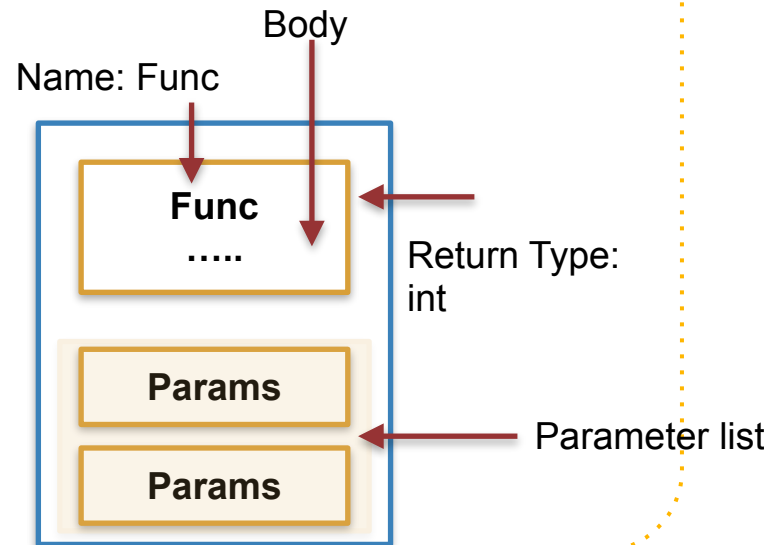 Body
Name: Func
Func
…..
Return Type:
int
Params
Parameter list
Params